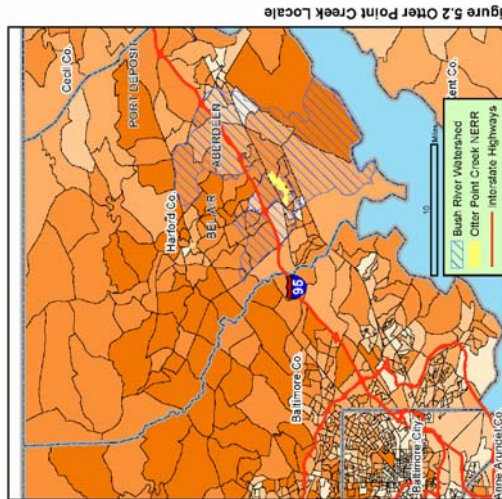 Figure 5.2 Otter Point Creek Locale
Cecil Co.
PORT DEPOSIT
Harford Co.
ABERDEEN
BEL AIR
Kent Co.
95
Baltimore Co.
Baltimore City
Anne Arundel Co.
10
Miles
Bush River Watershed
Otter Point Creek NERR
Interstate Highways